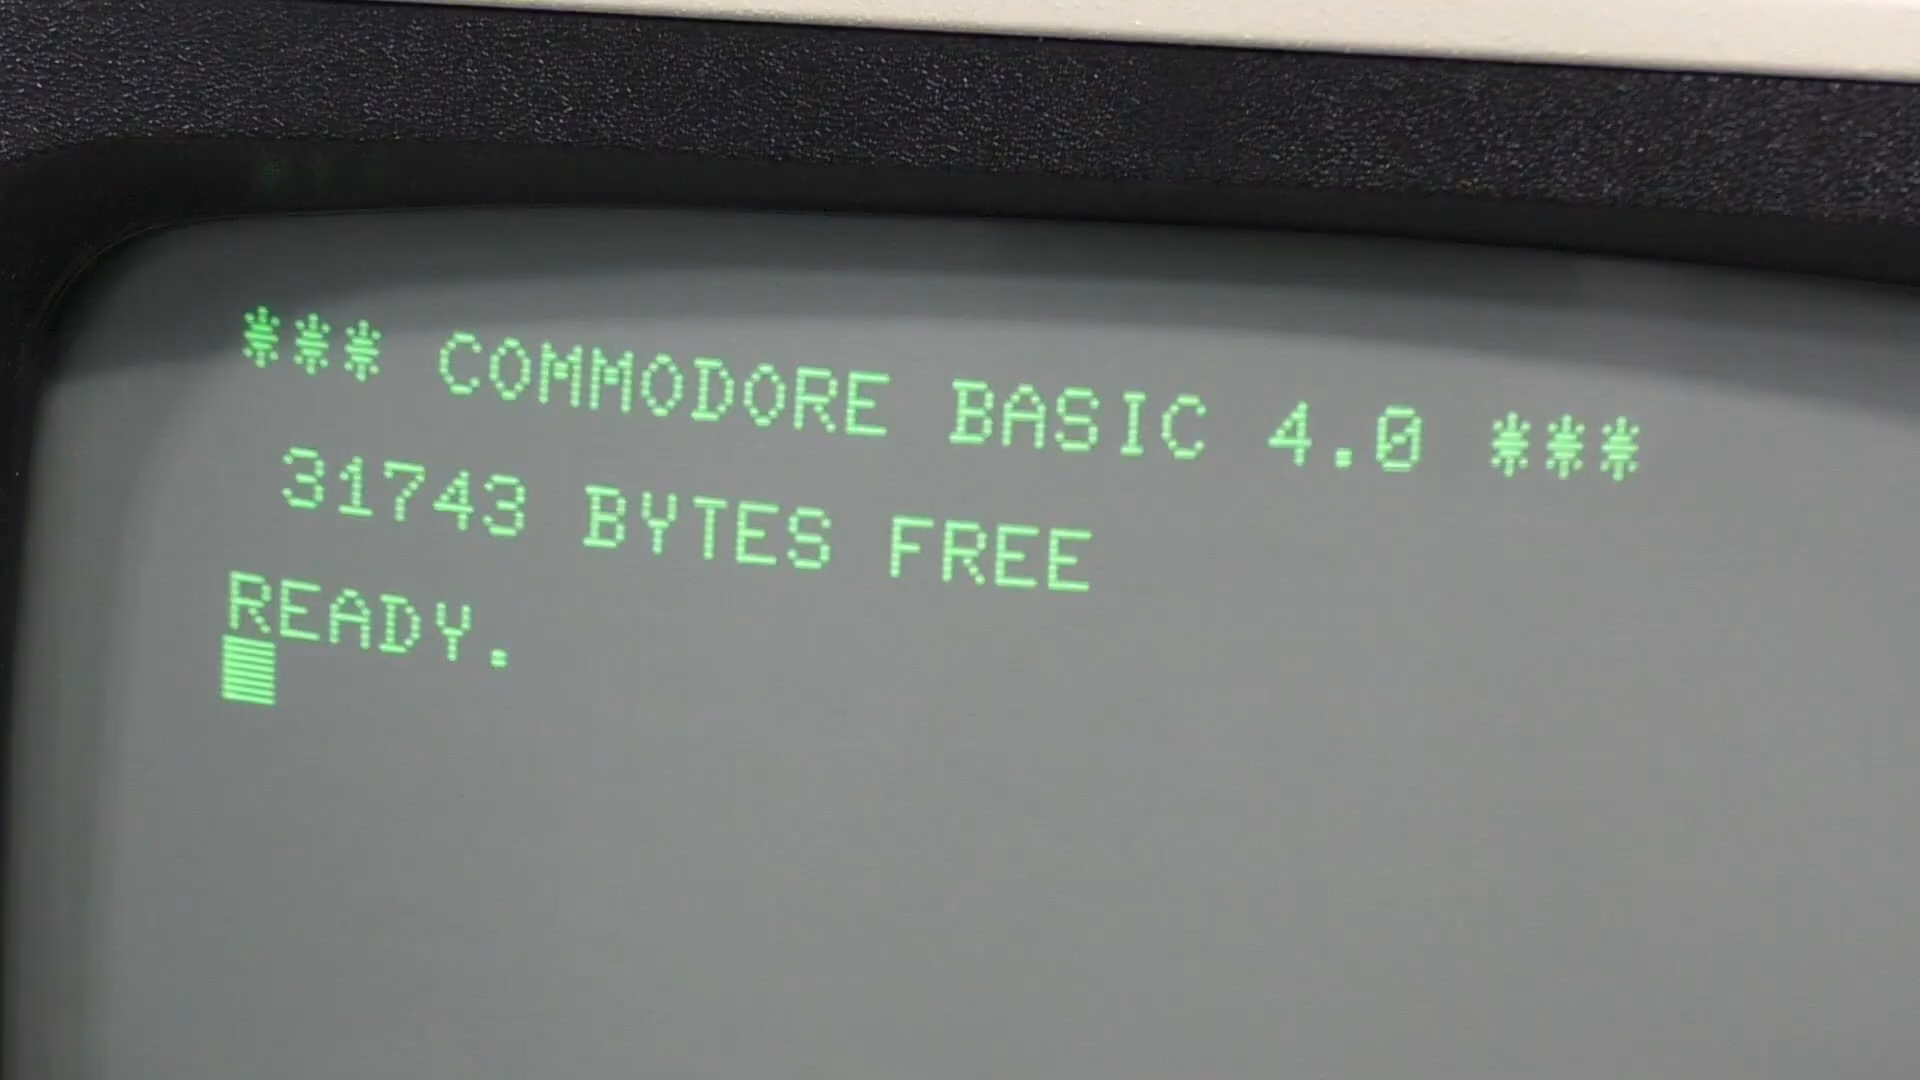 *** COMMODORE BASIC 4.0 ***
31743 BYTES FREE
READY.